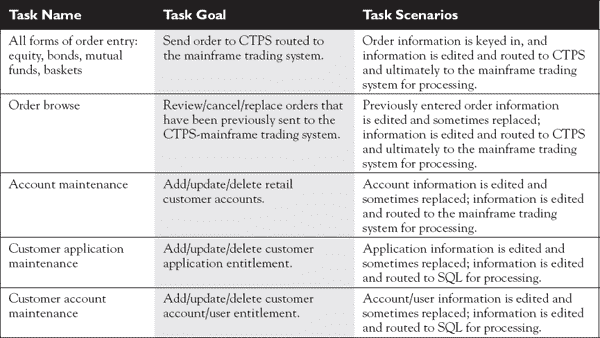 Task Name Task Goal Task Scenarios
All forms of order entry:
equity, bonds, mutual
funds, baskets
Send order to CTPS routed to
the mainframe trading system.
Order information is keyed in, and
information is edited and routed to CTPS
and ultimately to the mainframe trading
system for processing.
Order browse
Review/cancel/replace orders that
have been previously sent to the
CTPS-mainframe trading system.
Previously entered order information
is edited and sometimes replaced;
information is edited and routed to CTPS
and ultimately to the mainframe trading
system for processing.
Account maintenance
Add/update/delete retail
customer accounts.
Account information is edited and
sometimes replaced; information is edited
and routed to the mainframe trading
system for processing.
Customer application
maintenance
Add/update/delete customer
application entitlement.
Application information is edited and
sometimes replaced; information is edited
and routed to SQL for processing.
Customer account
maintenance
Add/update/delete customer
account/user entitlement.
Account/user information is edited and
sometimes replaced; information is edited
and routed to SQL for processing.